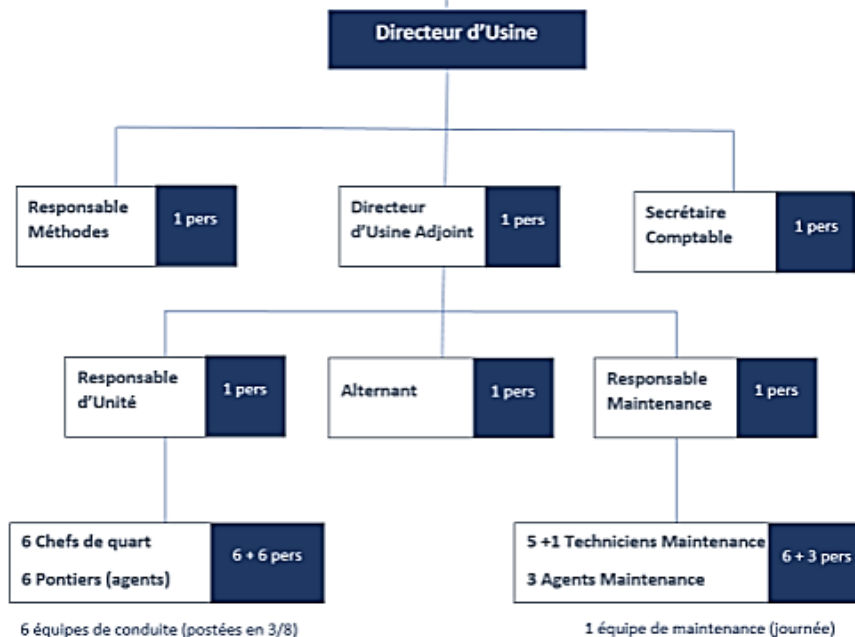 Directeur d'Usine
Responsable
Méthodes
1 pers
Directeur
d'Usine Adjoint
1 pers
Secrétaire
Comptable
1 pers
Responsable
d'Unité
1 pers
Alternant
1 pers
Responsable
Maintenance
1 pers
6 Chefs de quart
6 Pontiers (agents)
6 + 6 pers
5 +1 Techniciens Maintenance
3 Agents Maintenance
6 + 3 pers
6 équipes de conduite (postées en 3/8)
1 équipe de maintenance (journée)